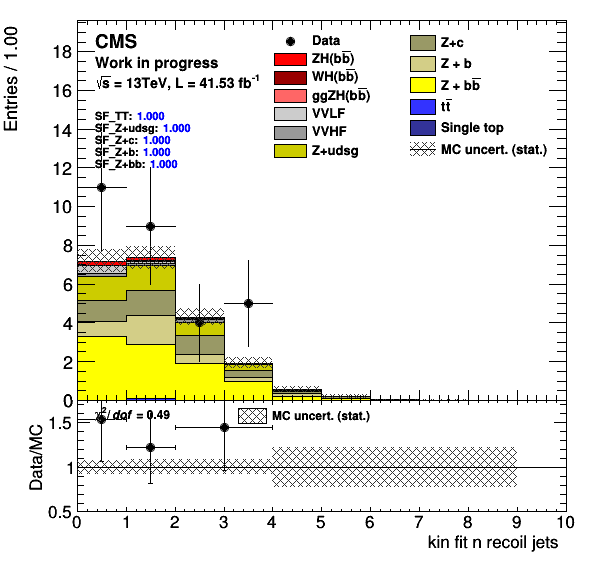 Entries / 1.00
CMS
Work in progress
√s = 13TeV, L = 41.53 fb⁻¹
SF_TT: 1.000
SF_Z+udsg: 1.000
SF_Z+c: 1.000
SF_Z+b: 1.000
SF_Z+bb: 1.000
Data
ZH(bb̅)
WH(bb̅)
ggZH(bb̅)
VVLF
VVHF
Z+udsg
Z+c
Z + b
Z + bb̅
tt̅
Single top
MC uncert. (stat.)
18
16
14
12
10
8
6
4
2
0
Data/MC
χ²/dof = 0.49
MC uncert. (stat.)
1.5
1
0.5
0 1 2 3 4 5 6 7 8 9 10
kin fit n recoil jets